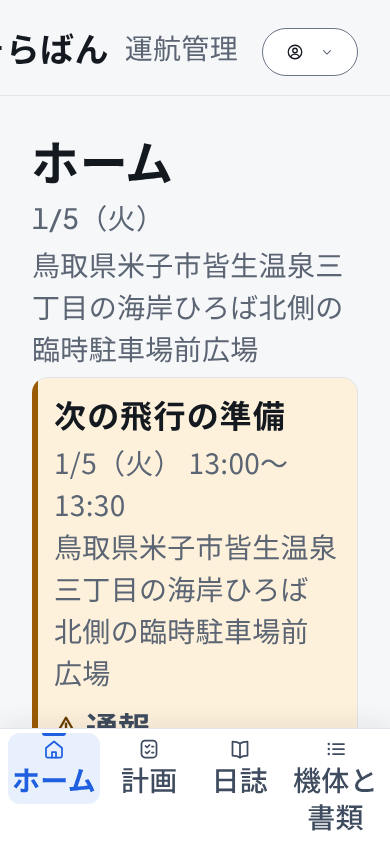 らばん 運航管理
ホーム
1/5（火）
鳥取県米子市皆生温泉三
丁目の海岸ひろば北側の
臨時駐車場前広場
次の飛行の準備
1/5（火） 13:00〜
13:30
鳥取県米子市皆生温泉
三丁目の海岸ひろば
北側の臨時駐車場前
広場
通報
ホーム 計画 日誌 機体と
書類